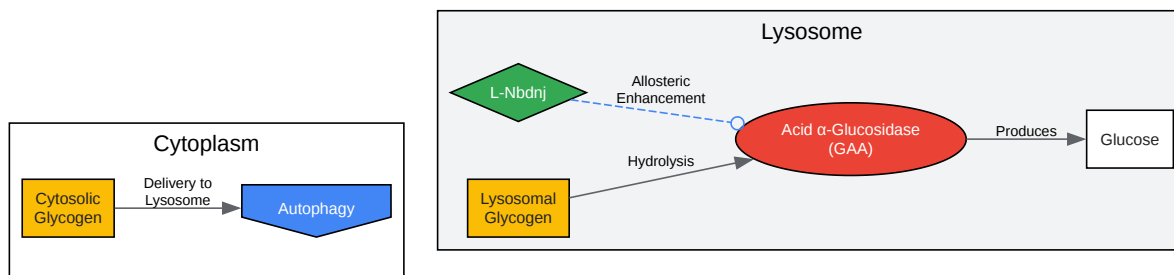 Cytoplasm
Cytosolic
Glycogen
Delivery to
Lysosome
Autophagy
Lysosome
L-Nbdnj
Allosteric
Enhancement
Acid α-Glucosidase
(GAA)
Produces
Glucose
Hydrolysis
Lysosomal
Glycogen